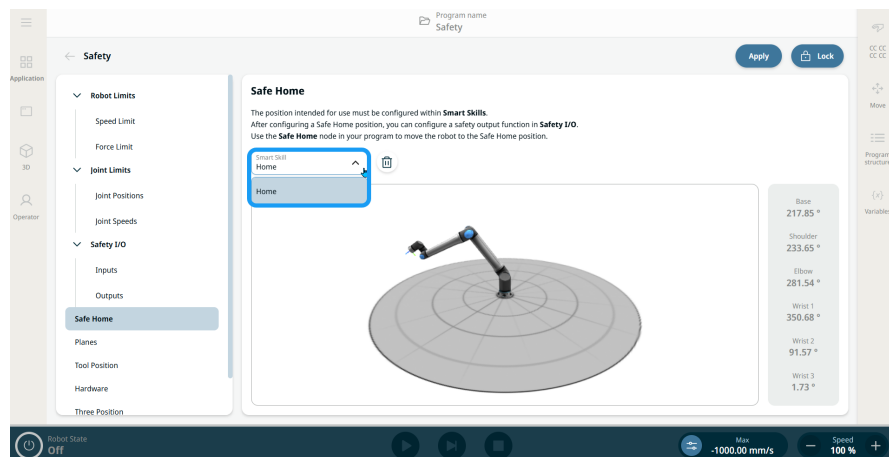 Program name
Safety
Safety
Apply
Lock
CC CC
CC CC
Application
Move
3D
Program
structure
Operator
Variables
Robot Limits
Speed Limit
Force Limit
Joint Limits
Joint Positions
Joint Speeds
Safety I/O
Inputs
Outputs
Safe Home
Planes
Tool Position
Hardware
Three Position
Safe Home
The position intended for use must be configured within Smart Skills.
After configuring a Safe Home position, you can configure a safety output function in Safety I/O.
Use the Safe Home node in your program to move the robot to the Safe Home position.
Smart Skill
Home
Home
Base
217.85 °
Shoulder
233.65 °
Elbow
281.54 °
Wrist 1
350.68 °
Wrist 2
91.57 °
Wrist 3
1.73 °
Robot State
Off
Max
-1000.00 mm/s
Speed
100 %